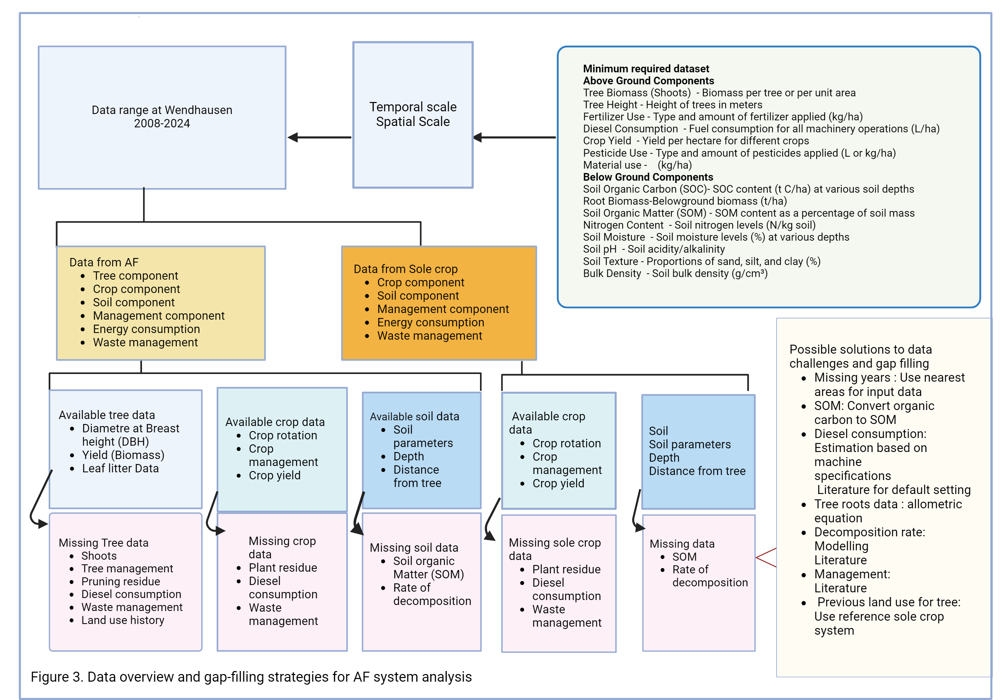 Data range at Wendhausen
2008-2024
Temporal scale
Spatial Scale
Minimum required dataset
Above Ground Components
Tree Biomass (Shoots)  - Biomass per tree or per unit area
Tree Height - Height of trees in meters
Fertilizer Use - Type and amount of fertilizer applied (kg/ha)
Diesel Consumption  - Fuel consumption for all machinery operations (L/ha)
Crop Yield  - Yield per hectare for different crops
Pesticide Use - Type and amount of pesticides applied (L or kg/ha)
Material use -   (kg/ha)
Below Ground Components
Soil Organic Carbon (SOC)- SOC content (t C/ha) at various soil depths
Root Biomass-Belowground biomass (t/ha)
Soil Organic Matter (SOM) - SOM content as a percentage of soil mass
Nitrogen Content  - Soil nitrogen levels (N/kg soil)
Soil Moisture  - Soil moisture levels (%) at various depths
Soil pH  - Soil acidity/alkalinity
Soil Texture - Proportions of sand, silt, and clay (%)
Bulk Density  - Soil bulk density (g/cm³)
Data from AF
• Tree component
• Crop component
• Soil component
• Management component
• Energy consumption
• Waste management
Data from Sole crop
• Crop component
• Soil component
• Management component
• Energy consumption
• Waste management
Available tree data
• Diametre at Breast
height (DBH)
• Yield (Biomass)
• Leaf litter Data
Available crop data
• Crop rotation
• Crop
management
• Crop yield
Available soil data
• Soil
parameters
• Depth
• Distance
from tree
Available crop
data
• Crop rotation
• Crop
management
• Crop yield
Soil
Soil parameters
Depth
Distance from tree
Missing Tree data
• Shoots
• Tree management
• Pruning residue
• Diesel consumption
• Waste management
• Land use history
Missing crop
data
• Plant residue
• Diesel
consumption
• Waste
management
Missing soil data
• Soil organic
Matter (SOM)
• Rate of
decomposition
Missing sole crop
data
• Plant residue
• Diesel
consumption
• Waste
management
Missing data
• SOM
• Rate of
decomposition
Possible solutions to data
challenges and gap filling
• Missing years : Use nearest
areas for input data
• SOM: Convert organic
carbon to SOM
• Diesel consumption:
Estimation based on
machine
specifications
Literature for default setting
• Tree roots data : allometric
equation
• Decomposition rate:
Modelling
Literature
• Management:
Literature
• Previous land use for tree:
Use reference sole crop
system
Figure 3. Data overview and gap-filling strategies for AF system analysis